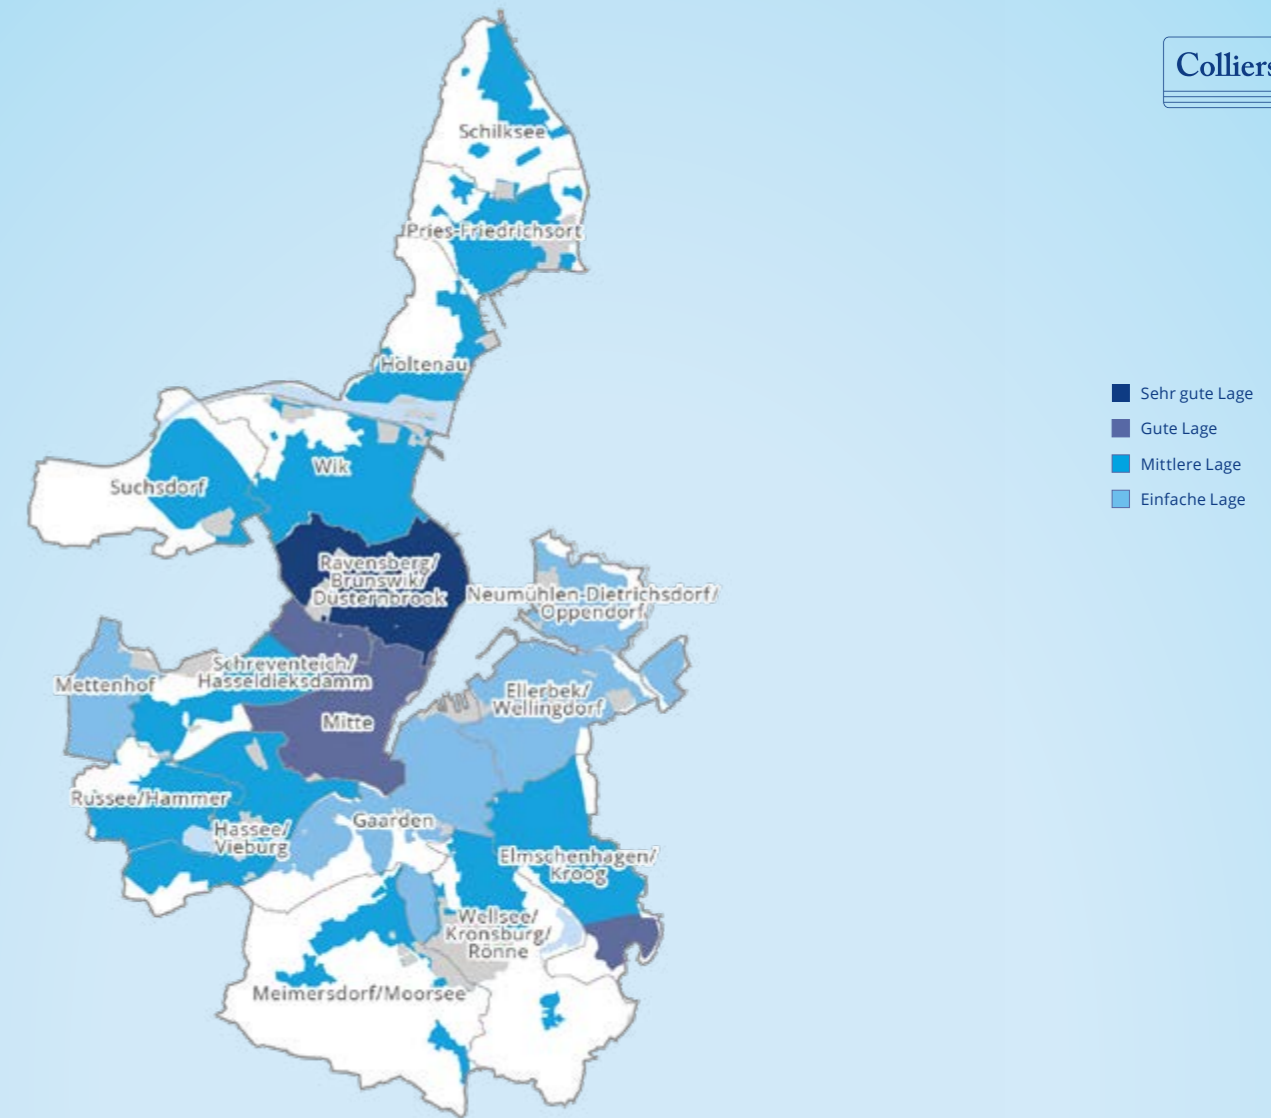 Colliers
Schilksee
Pries-Friedrichsort
Holtenau
Sehr gute Lage
Gute Lage
Mittlere Lage
Einfache Lage
Wik
Suchsdorf
Ravensberg/
Brunswik/
Düsternbrook
Neumühlen-Dietrichsdorf/
Oppendorf
Schreventeich/
Hasseldieksdamm
Mettenhof
Ellerbek/
Wellingdorf
Mitte
Russee/Hammer
Hassee/
Vieburg
Gaarden
Elmschenhagen/
Kroog
Wellsee/
Kronsburg/
Rönne
Meimersdorf/Moorsee